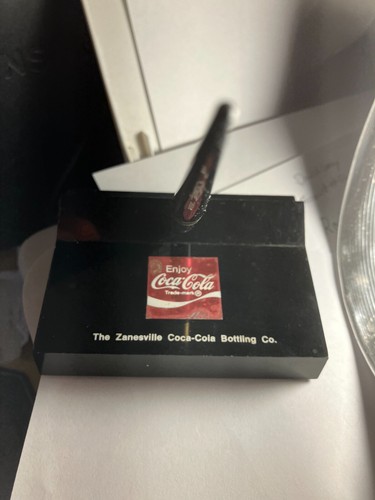 Enjoy
Coca-Cola
Trade-mark ®
The Zanesville Coca-Cola Bottling Co.